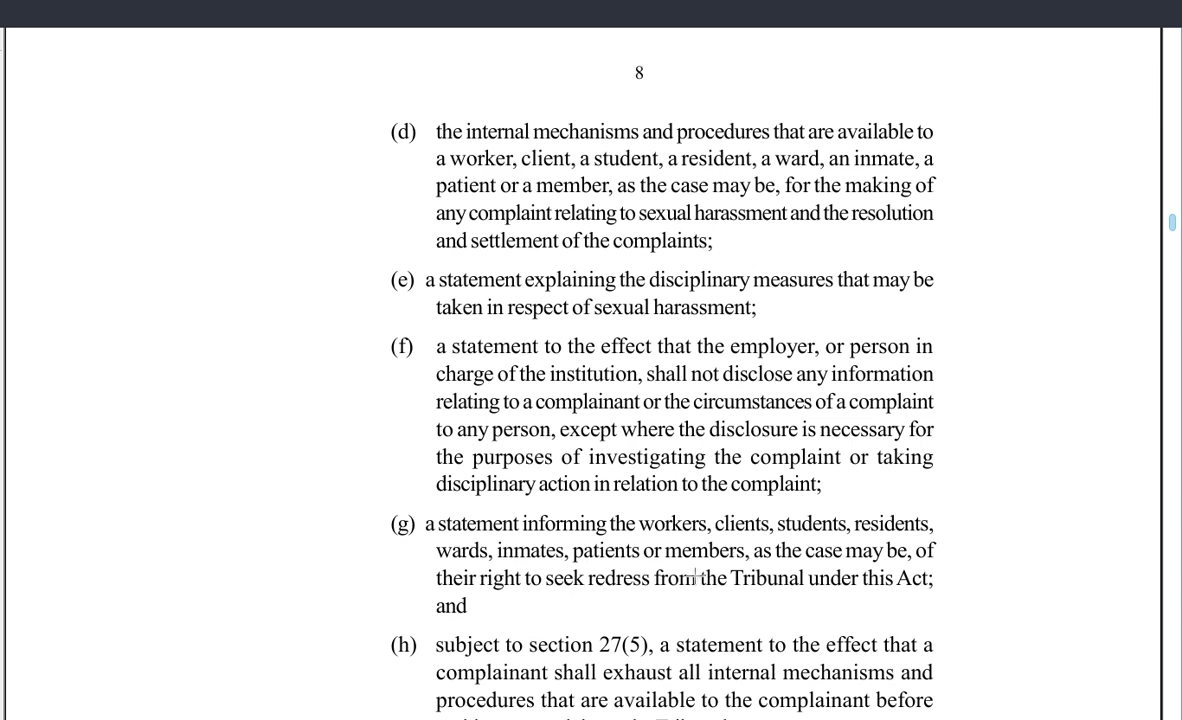 8
(d) the internal mechanisms and procedures that are available to
a worker, client, a student, a resident, a ward, an inmate, a
patient or a member, as the case may be, for the making of
any complaint relating to sexual harassment and the resolution
and settlement of the complaints;
(e) a statement explaining the disciplinary measures that may be
taken in respect of sexual harassment;
(f) a statement to the effect that the employer, or person in
charge of the institution, shall not disclose any information
relating to a complainant or the circumstances of a complaint
to any person, except where the disclosure is necessary for
the purposes of investigating the complaint or taking
disciplinary action in relation to the complaint;
(g) a statement informing the workers, clients, students, residents,
wards, inmates, patients or members, as the case may be, of
their right to seek redress from the Tribunal under this Act;
and
(h) subject to section 27(5), a statement to the effect that a
complainant shall exhaust all internal mechanisms and
procedures that are available to the complainant before